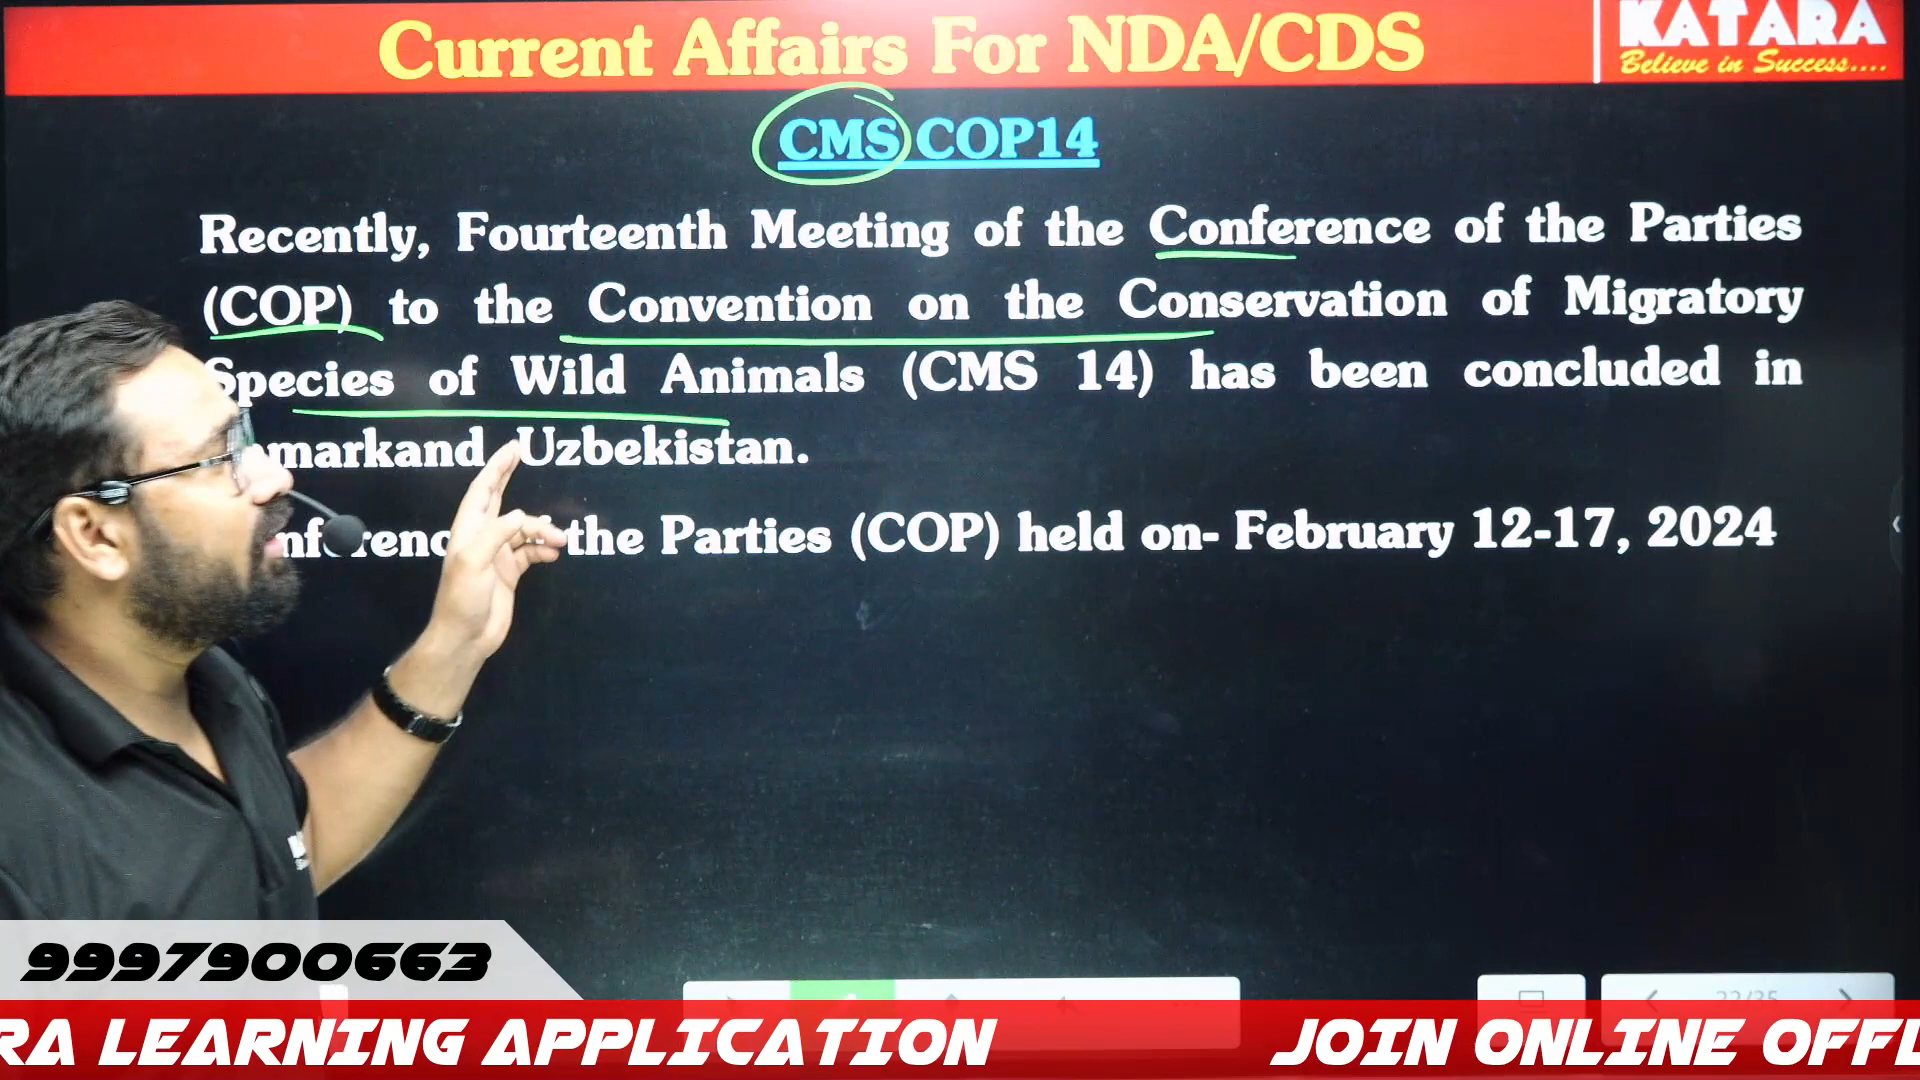 Current Affairs For NDA/CDS
KATARA
Believe in Success....
CMS COP14
Recently, Fourteenth Meeting of the Conference of the Parties
(COP) to the Convention on the Conservation of Migratory
Species of Wild Animals (CMS 14) has been concluded in
Uzbekistan.
the Parties (COP) held on- February 12-17, 2024
9997900663
22/35
RA LEARNING APPLICATION JOIN ONLINE OFFL